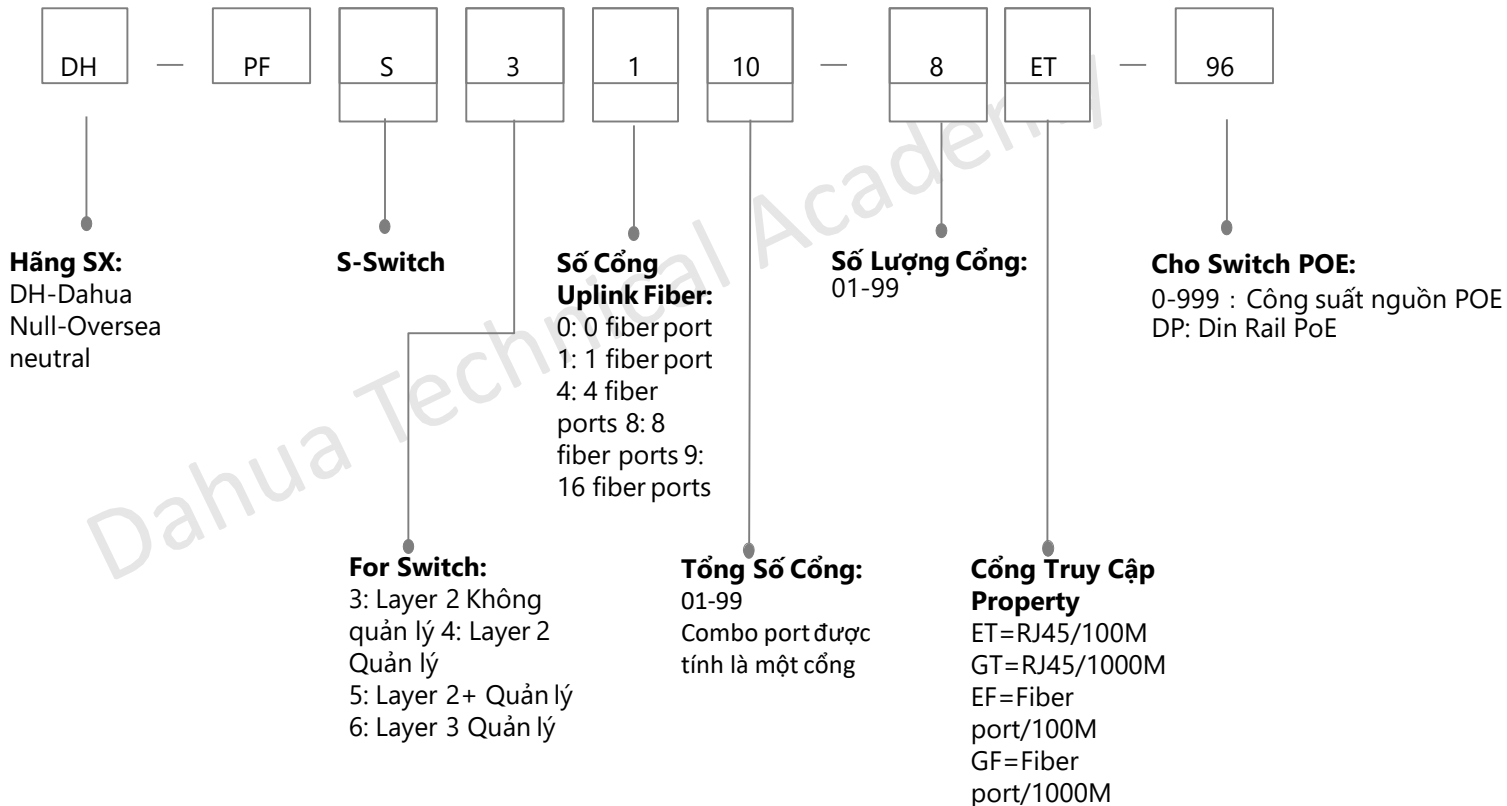 DH — PF S 3 1 10 — 8 ET — 96
Hãng SX:
DH-Dahua
Null-Oversea
neutral
S-Switch
Số Cổng
Uplink Fiber:
0: 0 fiber port
1: 1 fiber port
4: 4 fiber
ports 8: 8
fiber ports 9:
16 fiber ports
Số Lượng Cổng:
01-99
Cho Switch POE:
0-999 : Công suất nguồn POE
DP: Din Rail PoE
For Switch:
3: Layer 2 Không
quản lý 4: Layer 2
Quản lý
5: Layer 2+ Quản lý
6: Layer 3 Quản lý
Tổng Số Cổng:
01-99
Combo port được
tính là một cổng
Cổng Truy Cập
Property
ET=RJ45/100M
GT=RJ45/1000M
EF=Fiber
port/100M
GF=Fiber
port/1000M
Dahua Technical Academy